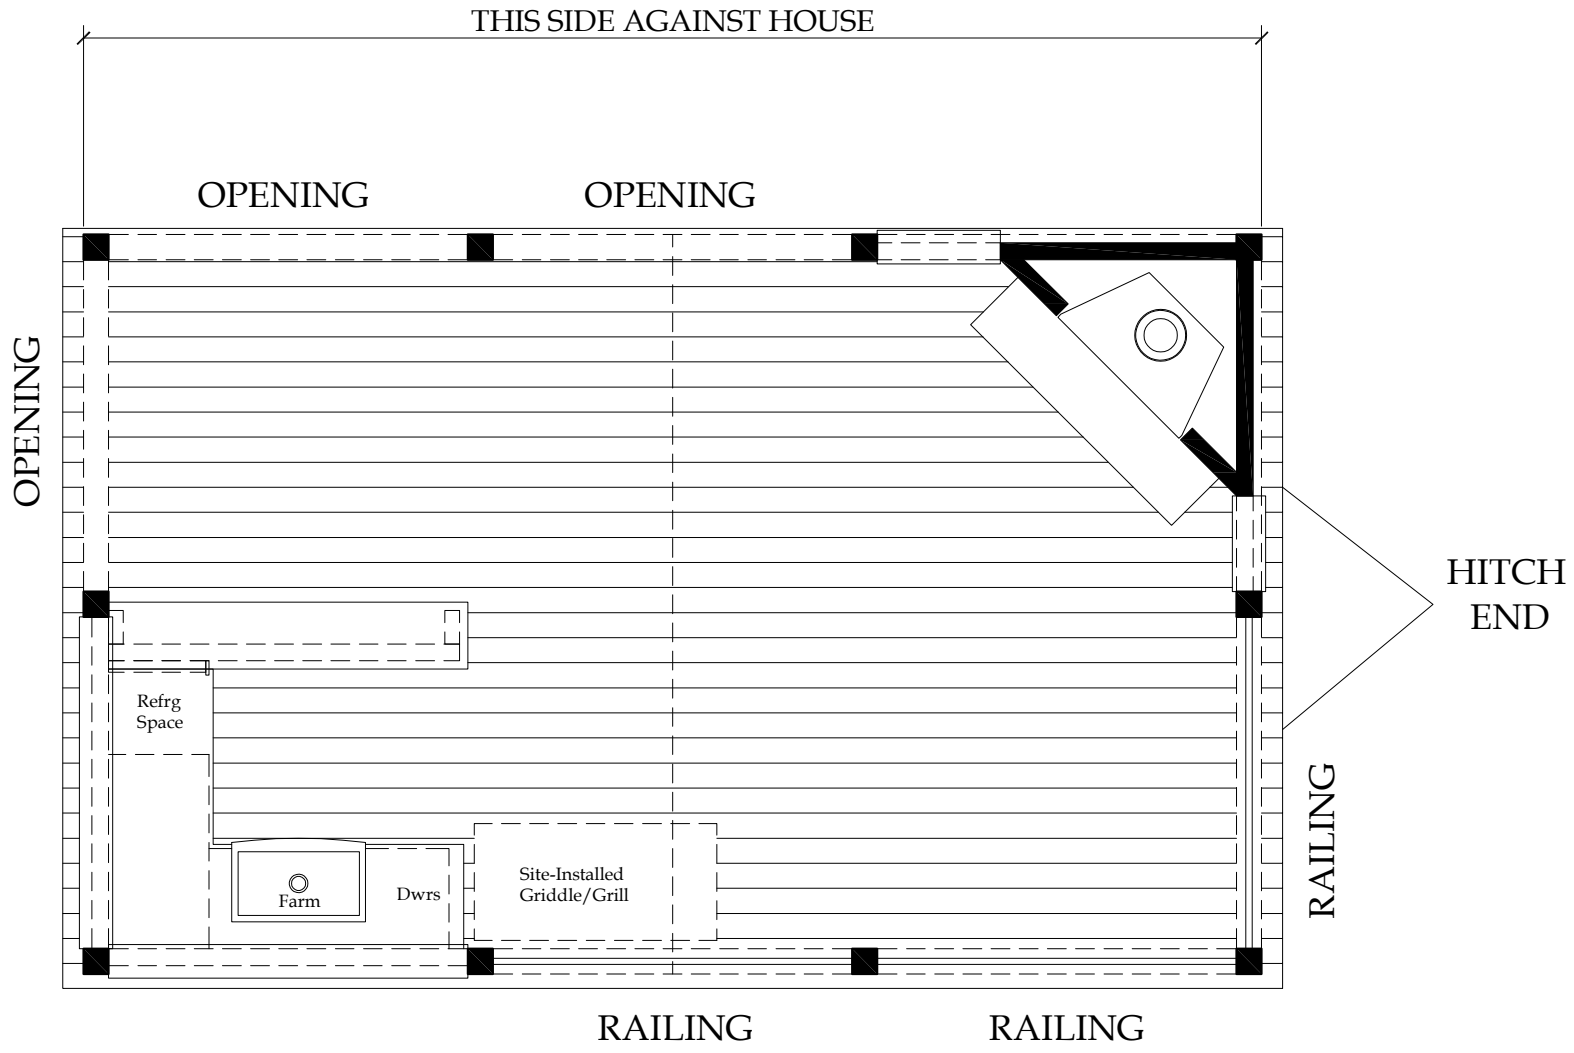 THIS SIDE AGAINST HOUSE
OPENING
OPENING
OPENING
HITCH
END
Refrg
Space
RAILING
Site-Installed
Griddle/Grill
Farm
Dwrs
RAILING
RAILING